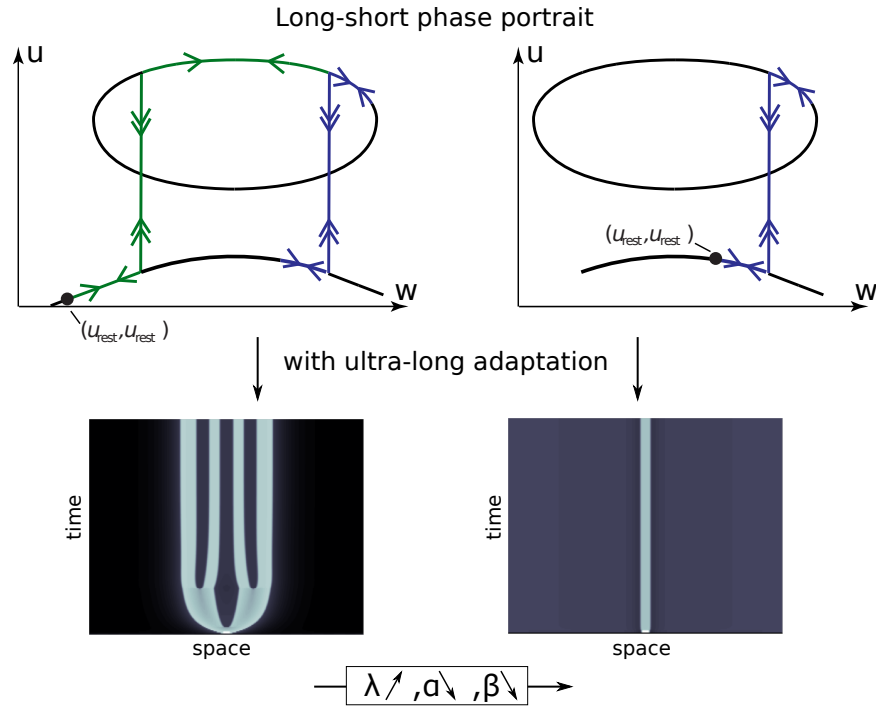 Long-short phase portrait
u
w
(u_rest,u_rest )
u
w
(u_rest,u_rest )
with ultra-long adaptation
time
space
time
space
λ↗ ,α↘ ,β↘